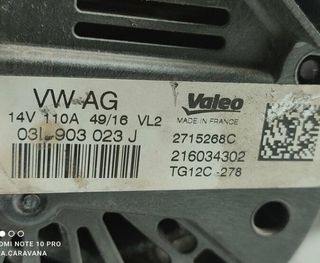 VW AG
14V 110A 49/16 VL2
03L 903 023 J
Valeo
MADE IN FRANCE
2715268C
216034302
TG12C -278
REDMI NOTE 10 PRO
A.CARAVANA